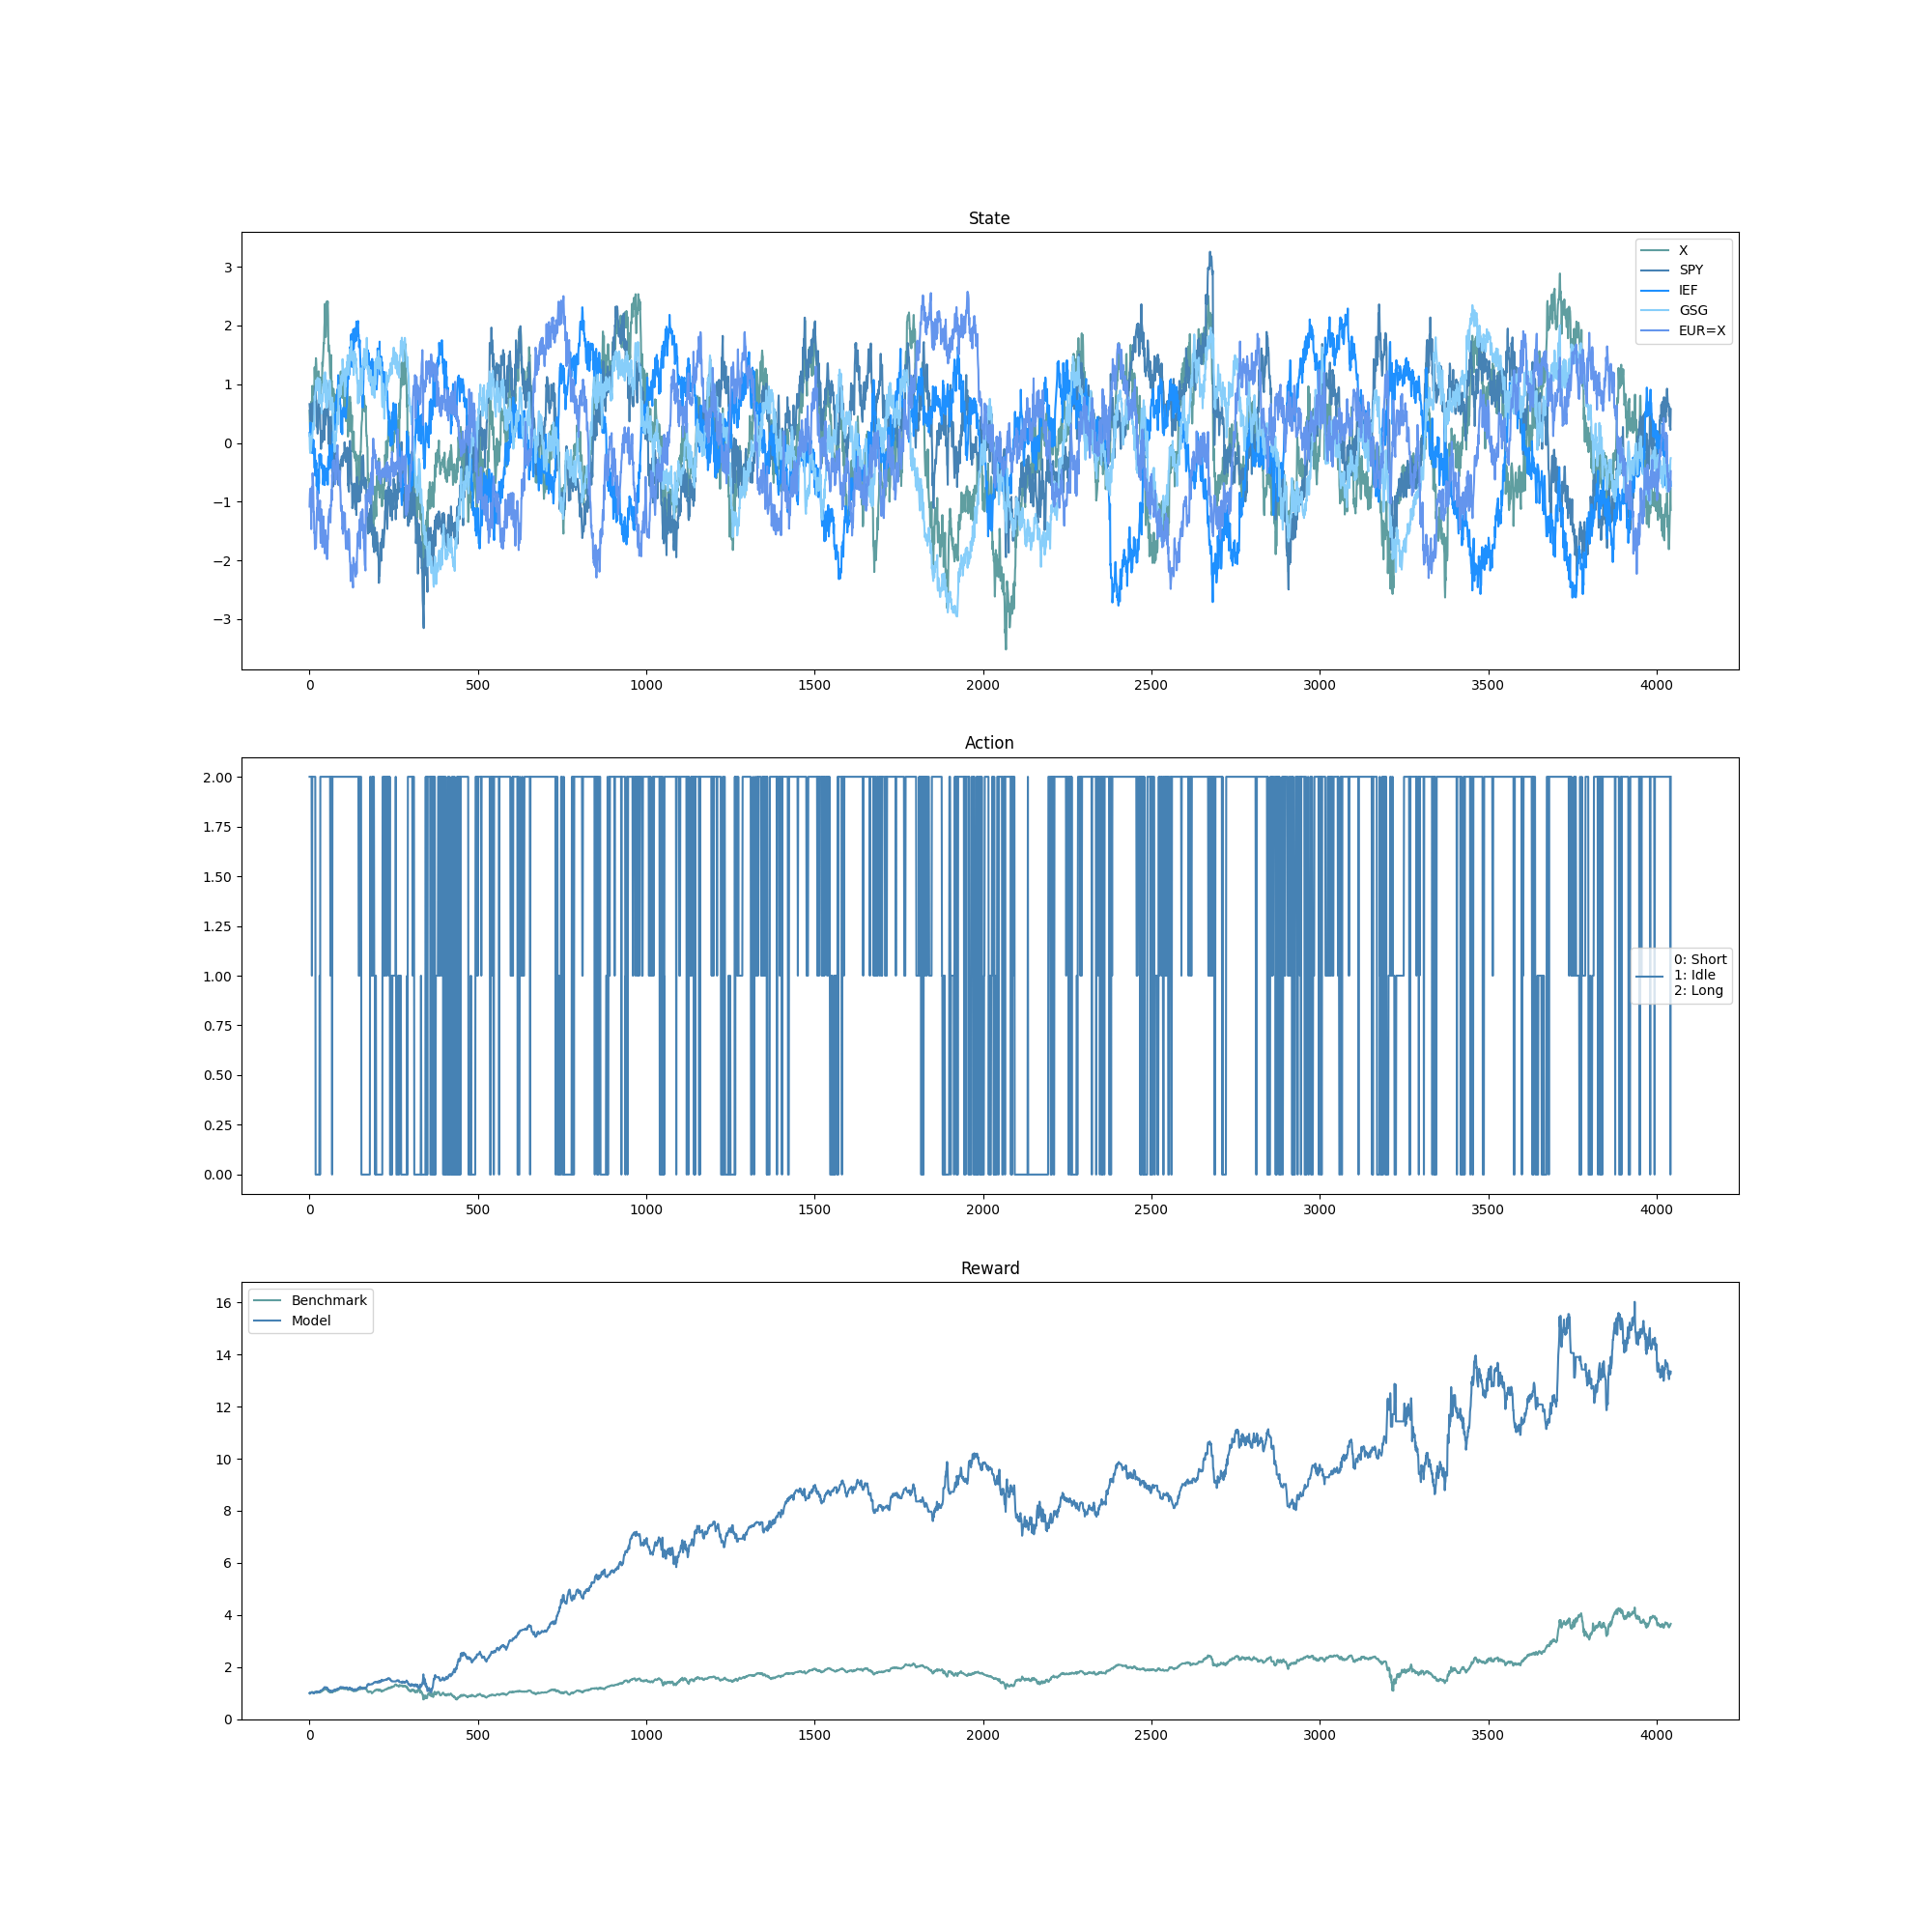 State
3
2
1
0
−1
−2
−3
X
SPY
IEF
GSG
EUR=X
0 500 1000 1500 2000 2500 3000 3500 4000
Action
2.00
1.75
1.50
1.25
1.00
0.75
0.50
0.25
0.00
0: Short
1: Idle
2: Long
0 500 1000 1500 2000 2500 3000 3500 4000
Reward
Benchmark
Model
16
14
12
10
8
6
4
2
0
0 500 1000 1500 2000 2500 3000 3500 4000